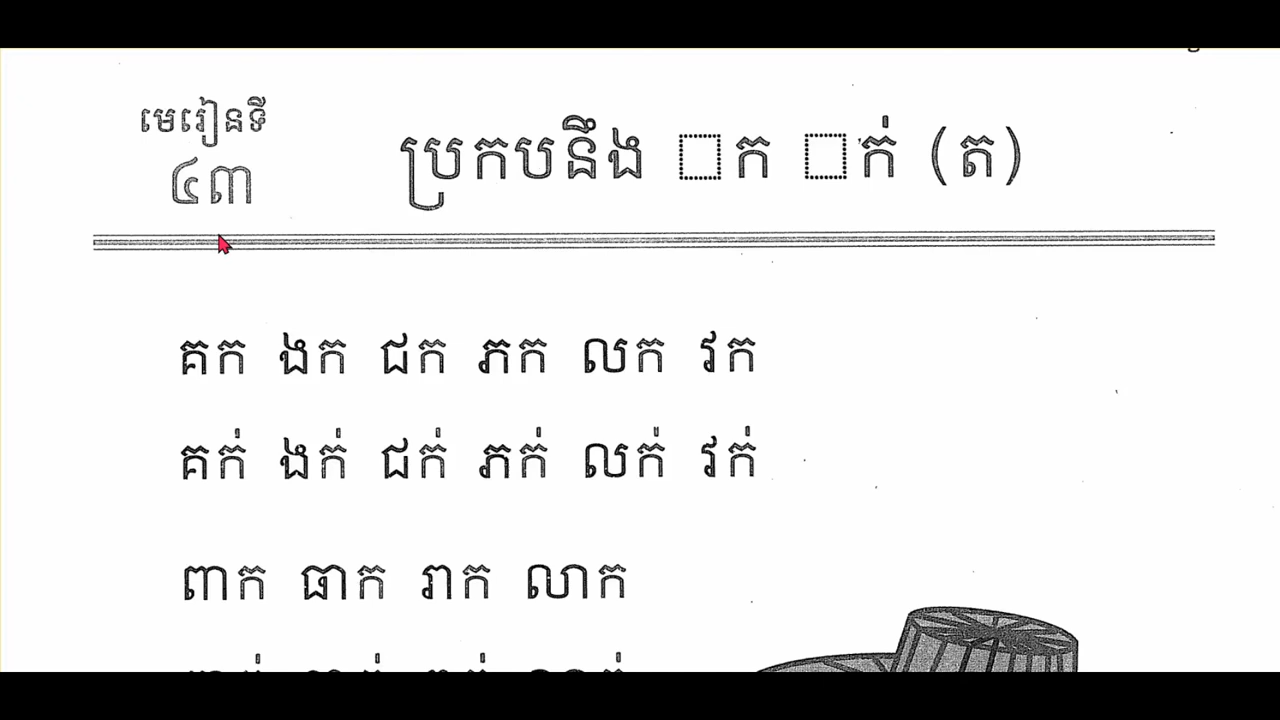 មេរៀនទី
៤៣
ប្រកបនឹង □ក □ក់ (ត)
គក ងក ជក ភក លក វក
គក់ ងក់ ជក់ ភក់ លក់ វក់
ពាក ធាក រាក លាក